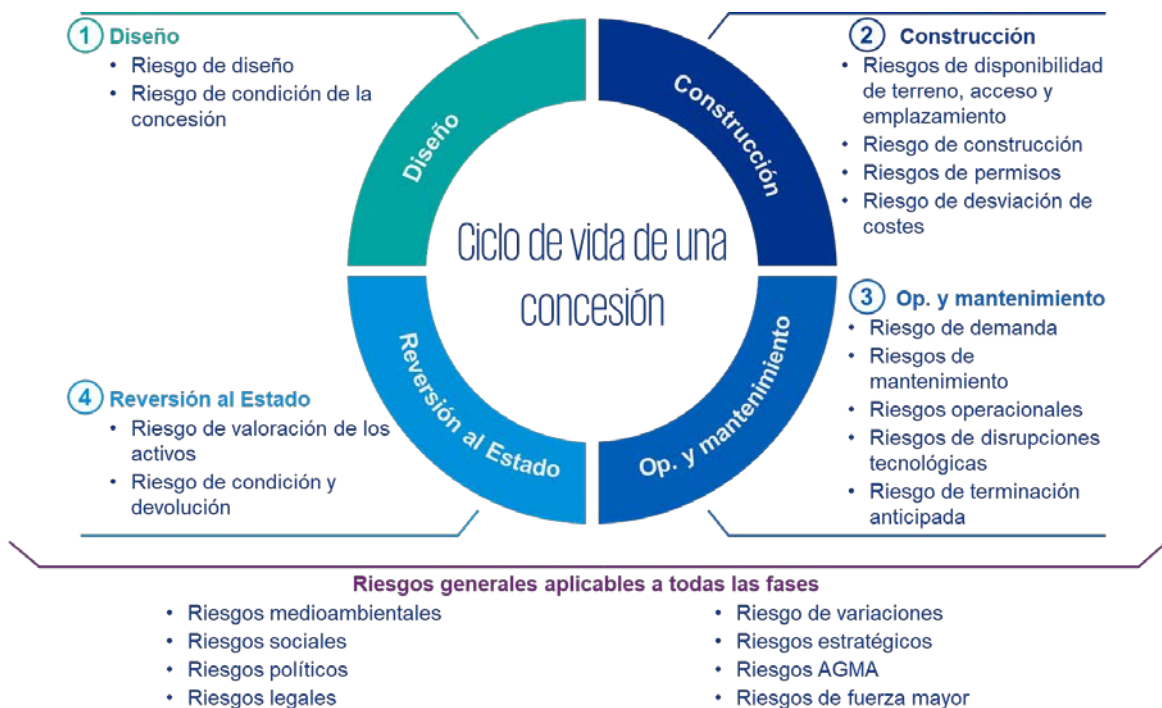 1 Diseño
• Riesgo de diseño
• Riesgo de condición de la
concesión
2 Construcción
• Riesgos de disponibilidad
de terreno, acceso y
emplazamiento
• Riesgo de construcción
• Riesgos de permisos
• Riesgo de desviación de
costes
Diseño
Construcción
Ciclo de vida de una
concesión
Reversión al Estado
Op. y mantenimiento
3 Op. y mantenimiento
• Riesgo de demanda
• Riesgos de
mantenimiento
• Riesgos operacionales
• Riesgos de disrupciones
tecnológicas
• Riesgo de terminación
anticipada
4 Reversión al Estado
• Riesgo de valoración de los
activos
• Riesgo de condición y
devolución
Riesgos generales aplicables a todas las fases
• Riesgos medioambientales
• Riesgos sociales
• Riesgos políticos
• Riesgos legales
• Riesgo de variaciones
• Riesgos estratégicos
• Riesgos AGMA
• Riesgos de fuerza mayor